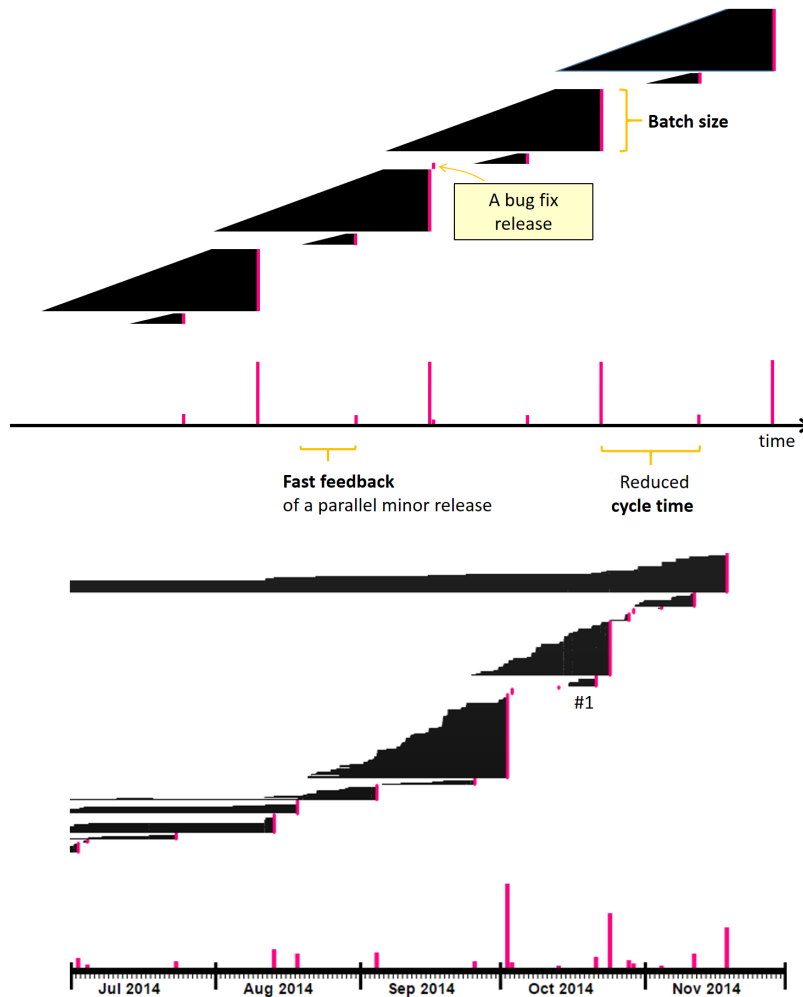 Batch size
A bug fix
release
time
Fast feedback
of a parallel minor release
Reduced
cycle time
#1
Jul 2014 Aug 2014 Sep 2014 Oct 2014 Nov 2014